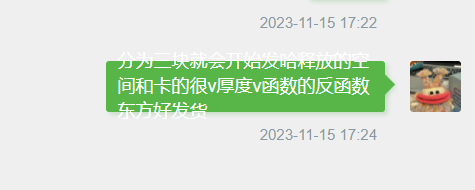 2023-11-15 17:22
分为三块就会开始发哈释放的空
间和卡的很v厚度v函数的反函数
东方好发货
2023-11-15 17:24